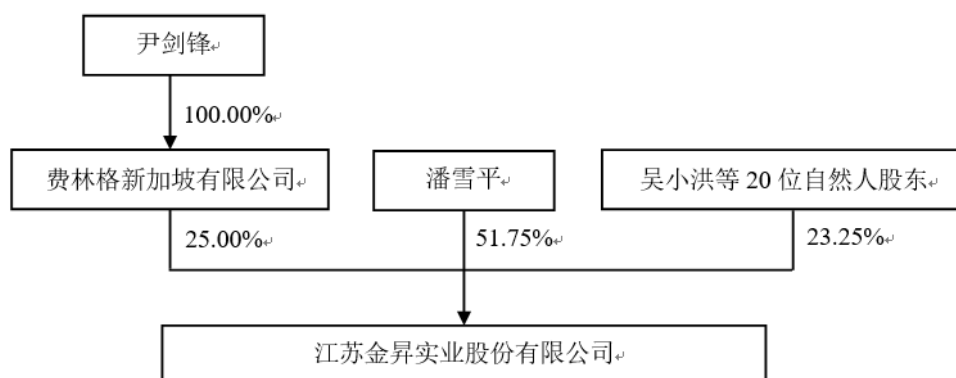 尹剑锋
100.00%
费林格新加坡有限公司
潘雪平
吴小洪等 20 位自然人股东
25.00%
51.75%
23.25%
江苏金昇实业股份有限公司